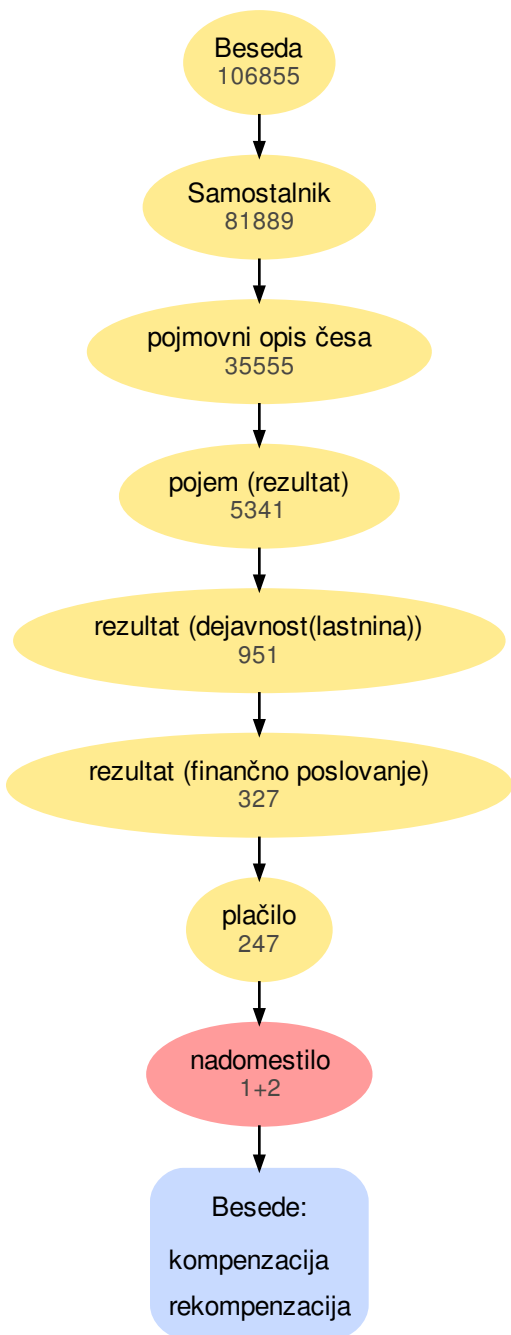 Beseda
106855
Samostalnik
81889
pojmovni opis česa
35555
pojem (rezultat)
5341
rezultat (dejavnost(lastnina))
951
rezultat (finančno poslovanje)
327
plačilo
247
nadomestilo
1+2
Besede:
kompenzacija
rekompenzacija